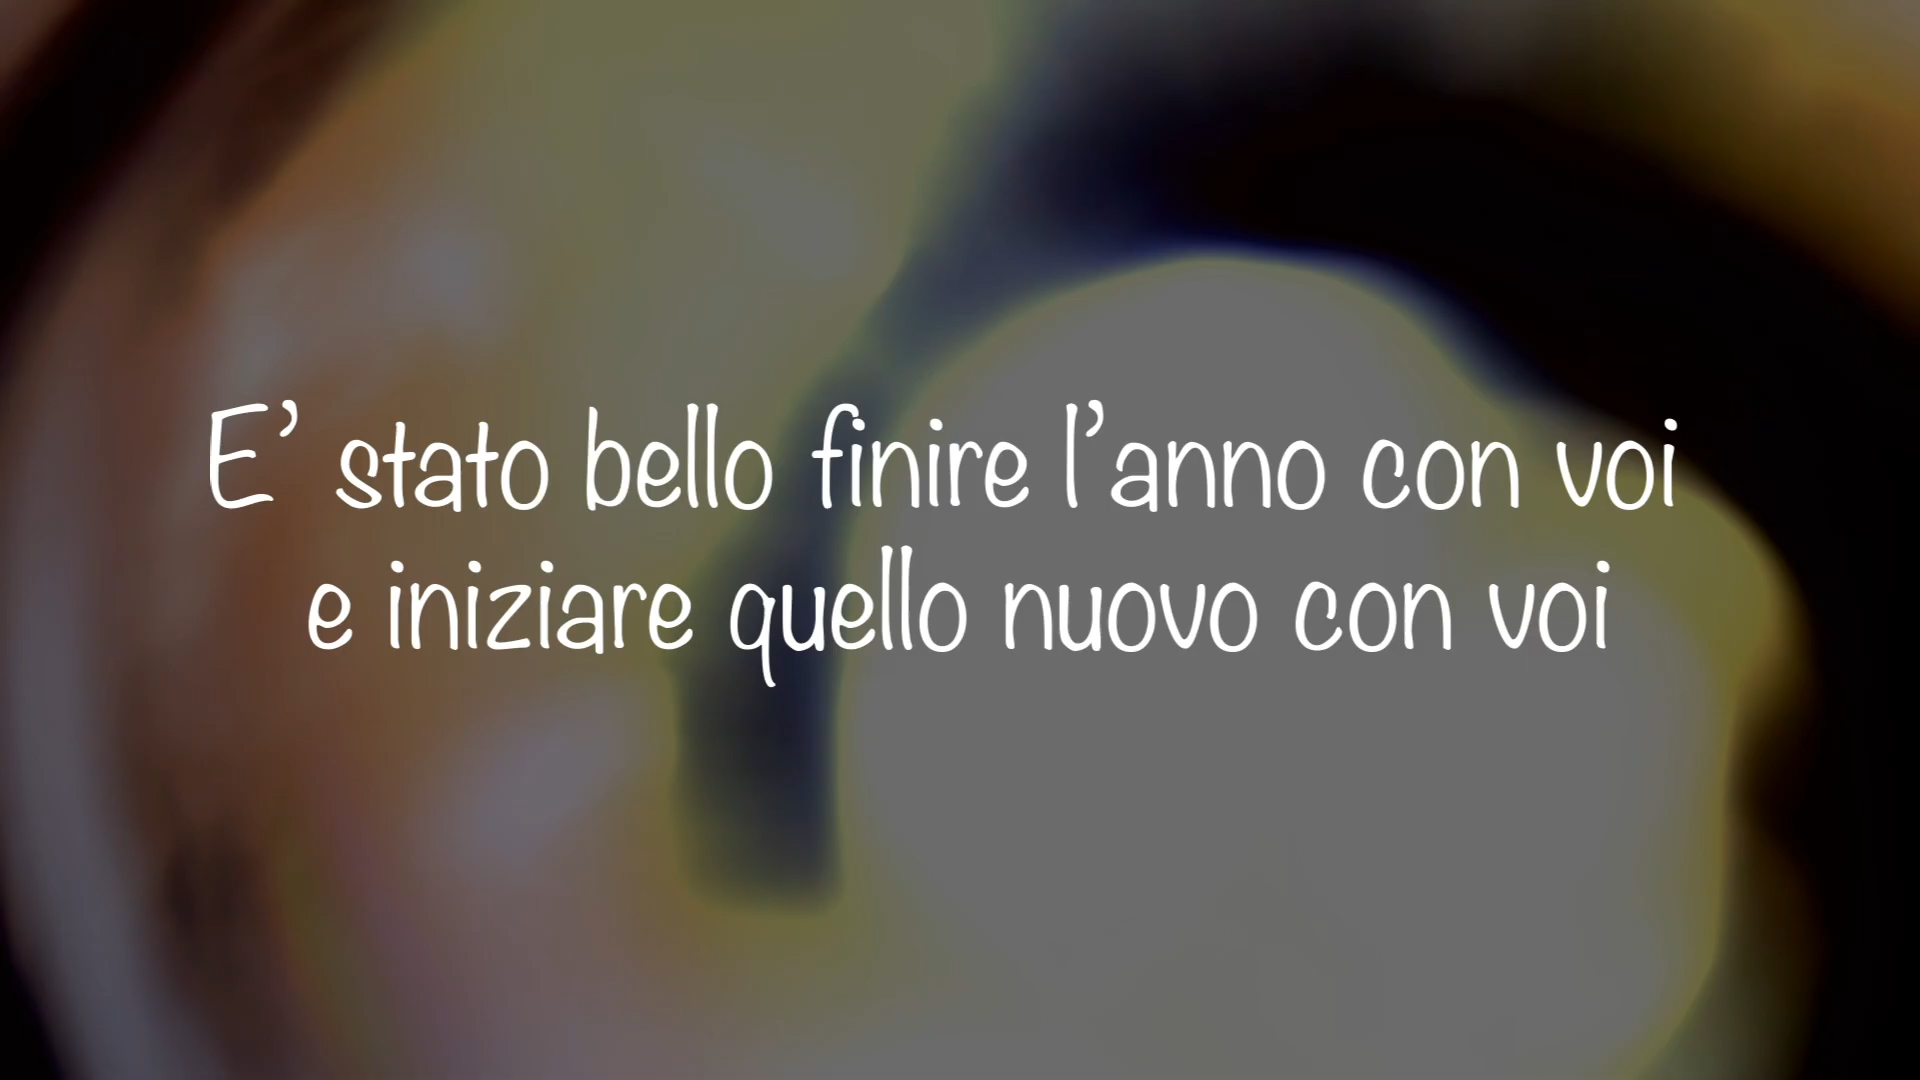 E’ stato bello finire l’anno con voi
e iniziare quello nuovo con voi